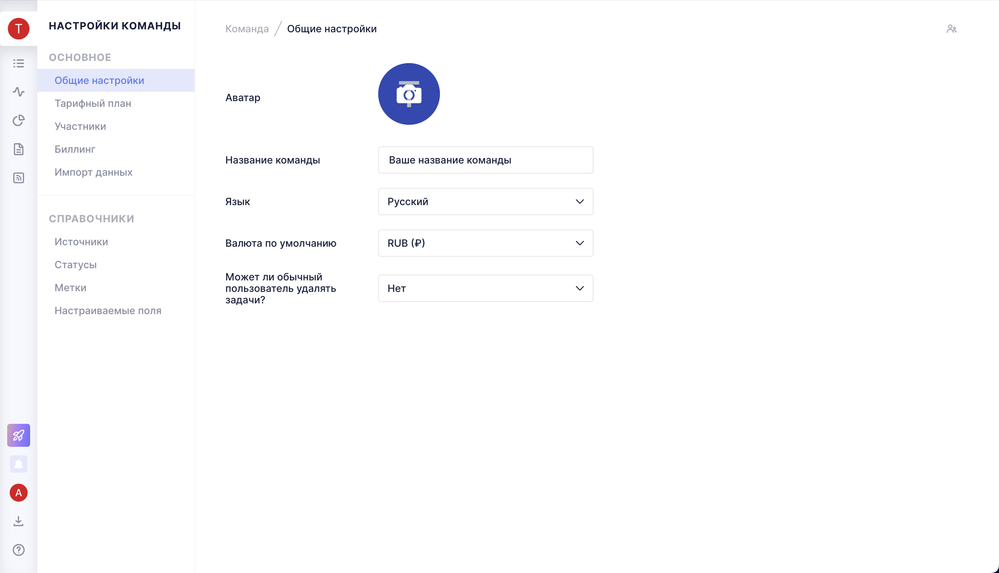 T
НАСТРОЙКИ КОМАНДЫ
ОСНОВНОЕ
Общие настройки
Тарифный план
Участники
Биллинг
Импорт данных
СПРАВОЧНИКИ
Источники
Статусы
Метки
Настраиваемые поля
A
Команда / Общие настройки
Аватар
Название команды
Ваше название команды
Язык
Русский
Валюта по умолчанию
RUB (₽)
Может ли обычный
пользователь удалять
задачи?
Нет